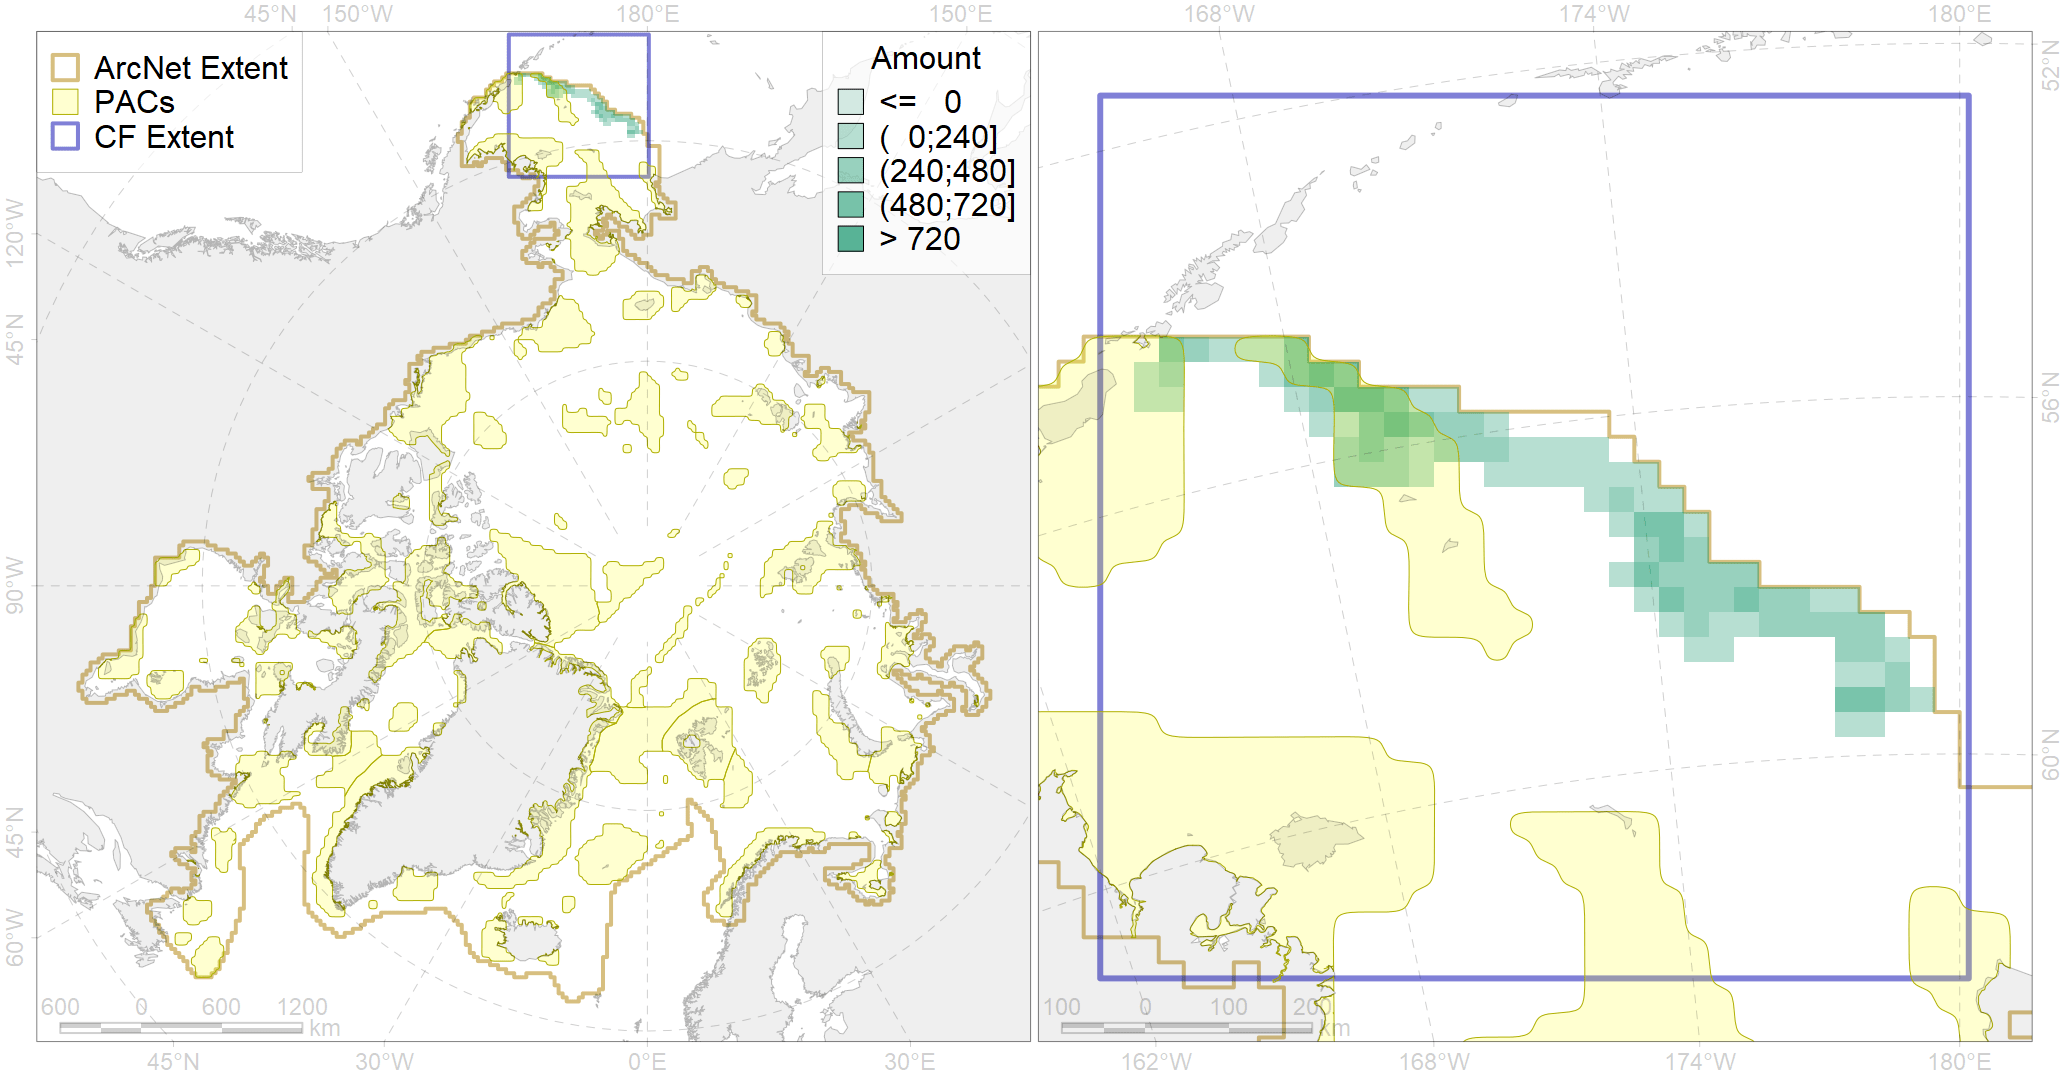 45°N 150°W 180°E 150°E 168°W 174°W 180°E
ArcNet Extent
PACs
CF Extent
Amount
<= 0
( 0;240]
(240;480]
(480;720]
> 720
120°W
45°N
90°W
45°N
60°W
52°N
56°N
60°N
600 0 600 1200
km
100 0 100 200
km
45°N 30°W 0°E 30°E 162°W 168°W 174°W 180°E